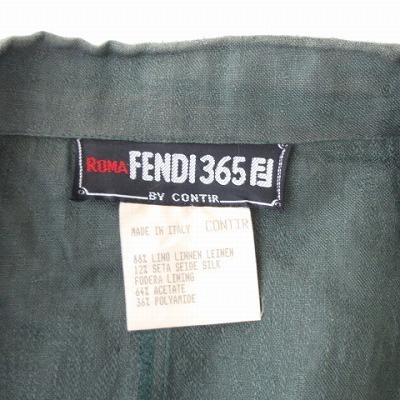 ROMA FENDI 365 FF
BY CONTIR
MADE IN ITALY CONTIR
88% LINO LINNEN LEINEN
12% SETA SEIDE SILK
FODERA LINING
64% ACETATE
36% POLYAMIDE